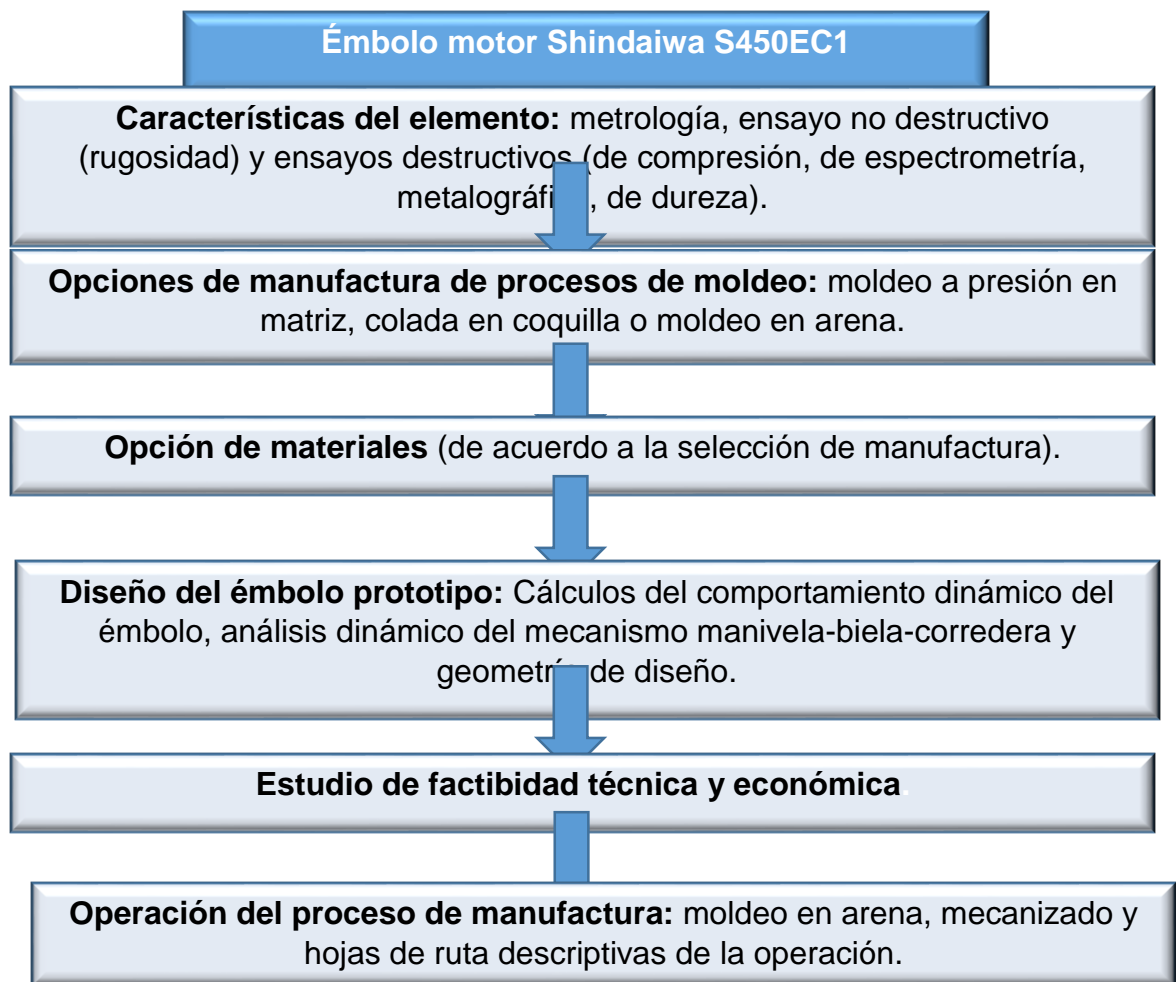 Émbolo motor Shindaiwa S450EC1
Características del elemento: metrología, ensayo no destructivo
(rugosidad) y ensayos destructivos (de compresión, de espectrometría,
metalográfi , de dureza).
Opciones de manufactura de procesos de moldeo: moldeo a presión en
matriz, colada en coquilla o moldeo en arena.
Opción de materiales (de acuerdo a la selección de manufactura).
Diseño del émbolo prototipo: Cálculos del comportamiento dinámico del
émbolo, análisis dinámico del mecanismo manivela-biela-corredera y
geometría de diseño.
Estudio de factibidad técnica y económica.
Operación del proceso de manufactura: moldeo en arena, mecanizado y
hojas de ruta descriptivas de la operación.